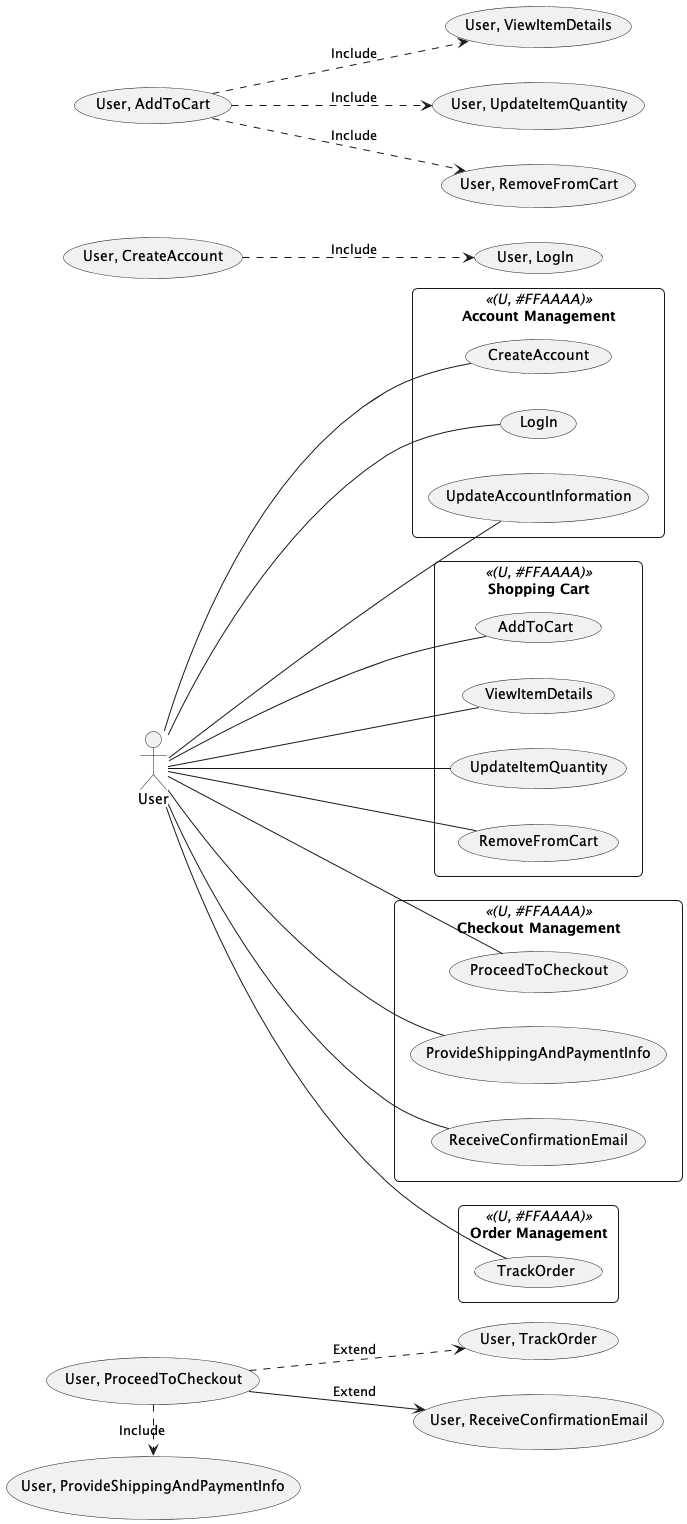 User, ViewItemDetails
Include
User, AddToCart
Include
User, UpdateItemQuantity
Include
User, RemoveFromCart
User, CreateAccount
Include
User, LogIn
«(U, #FFAAAA)»
Account Management
CreateAccount
LogIn
UpdateAccountInformation
«(U, #FFAAAA)»
Shopping Cart
AddToCart
ViewItemDetails
UpdateItemQuantity
User
RemoveFromCart
«(U, #FFAAAA)»
Checkout Management
ProceedToCheckout
ProvideShippingAndPaymentInfo
ReceiveConfirmationEmail
«(U, #FFAAAA)»
Order Management
TrackOrder
User, TrackOrder
Extend
User, ProceedToCheckout
Extend
User, ReceiveConfirmationEmail
Include
User, ProvideShippingAndPaymentInfo